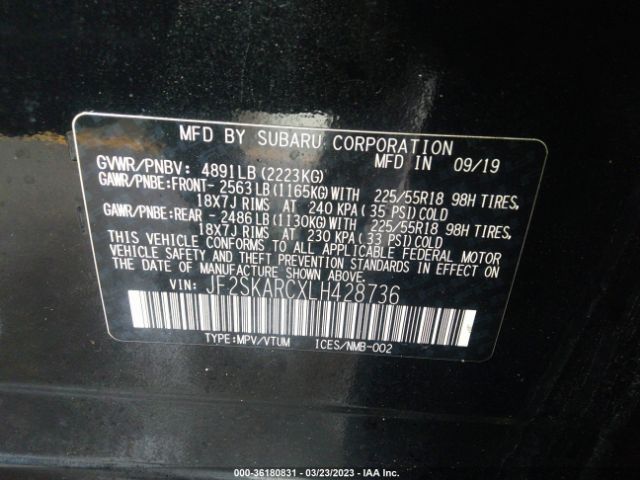 MFD BY SUBARU CORPORATION
MFD IN 09/19
GVWR/PNBV: 4891LB (2223KG)
GAWR/PNBE:FRONT- 2563LB (1165KG)WITH 225/55R18 98H TIRES,
18X7J RIMS AT 240 KPA (35 PSI)COLD
GAWR/PNBE:REAR - 2486LB (1130KG)WITH 225/55R18 98H TIRES,
18X7J RIMS AT 230 KPA (33 PSI)COLD
THIS VEHICLE CONFORMS TO ALL APPLICABLE FEDERAL MOTOR
VEHICLE SAFETY AND THEFT PREVENTION STANDARDS IN EFFECT ON
THE DATE OF MANUFACTURE SHOWN ABOVE.
VIN: JF2SKARCXLH428736
TYPE:MPV/VTUM ICES/NMB-002
000-36180831 - 03/23/2023 - IAA Inc.